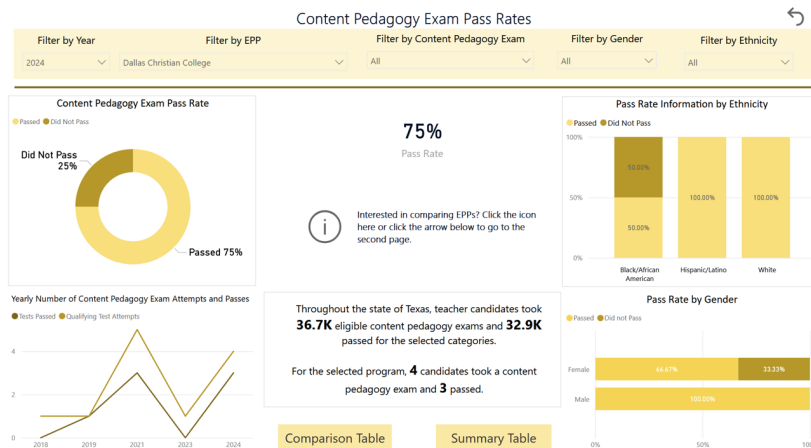 Content Pedagogy Exam Pass Rates
Filter by Year
Filter by EPP
Filter by Content Pedagogy Exam
Filter by Gender
Filter by Ethnicity
2024
Dallas Christian College
All
All
All
Content Pedagogy Exam Pass Rate
Passed Did Not Pass
Did Not Pass
25%
Passed 75%
75%
Pass Rate
Interested in comparing EPPs? Click the icon
here or click the arrow below to go to the
second page.
Pass Rate Information by Ethnicity
Passed Did Not Pass
100%
50%
0%
50.00%
50.00%
100.00%
100.00%
Black/African
American
Hispanic/Latino
White
Yearly Number of Content Pedagogy Exam Attempts and Passes
Tests Passed Qualifying Test Attempts
4
2
0
2018
2019
2021
2023
2024
Throughout the state of Texas, teacher candidates took
36.7K eligible content pedagogy exams and 32.9K
passed for the selected categories.
For the selected program, 4 candidates took a content
pedagogy exam and 3 passed.
Comparison Table
Summary Table
Pass Rate by Gender
Passed Did not Pass
Female
66.67%
33.33%
Male
100.00%
0%
50%